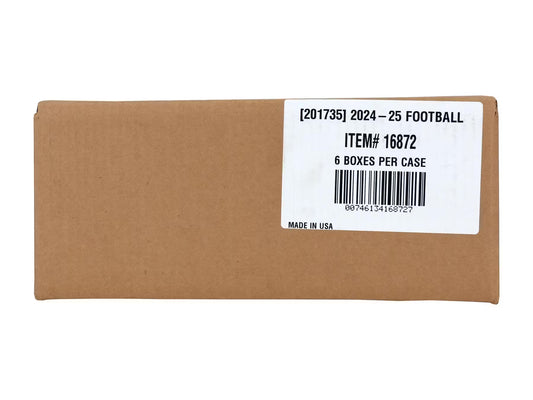 [201735] 2024–25 FOOTBALL
ITEM# 16872
6 BOXES PER CASE
00746134168727
MADE IN USA